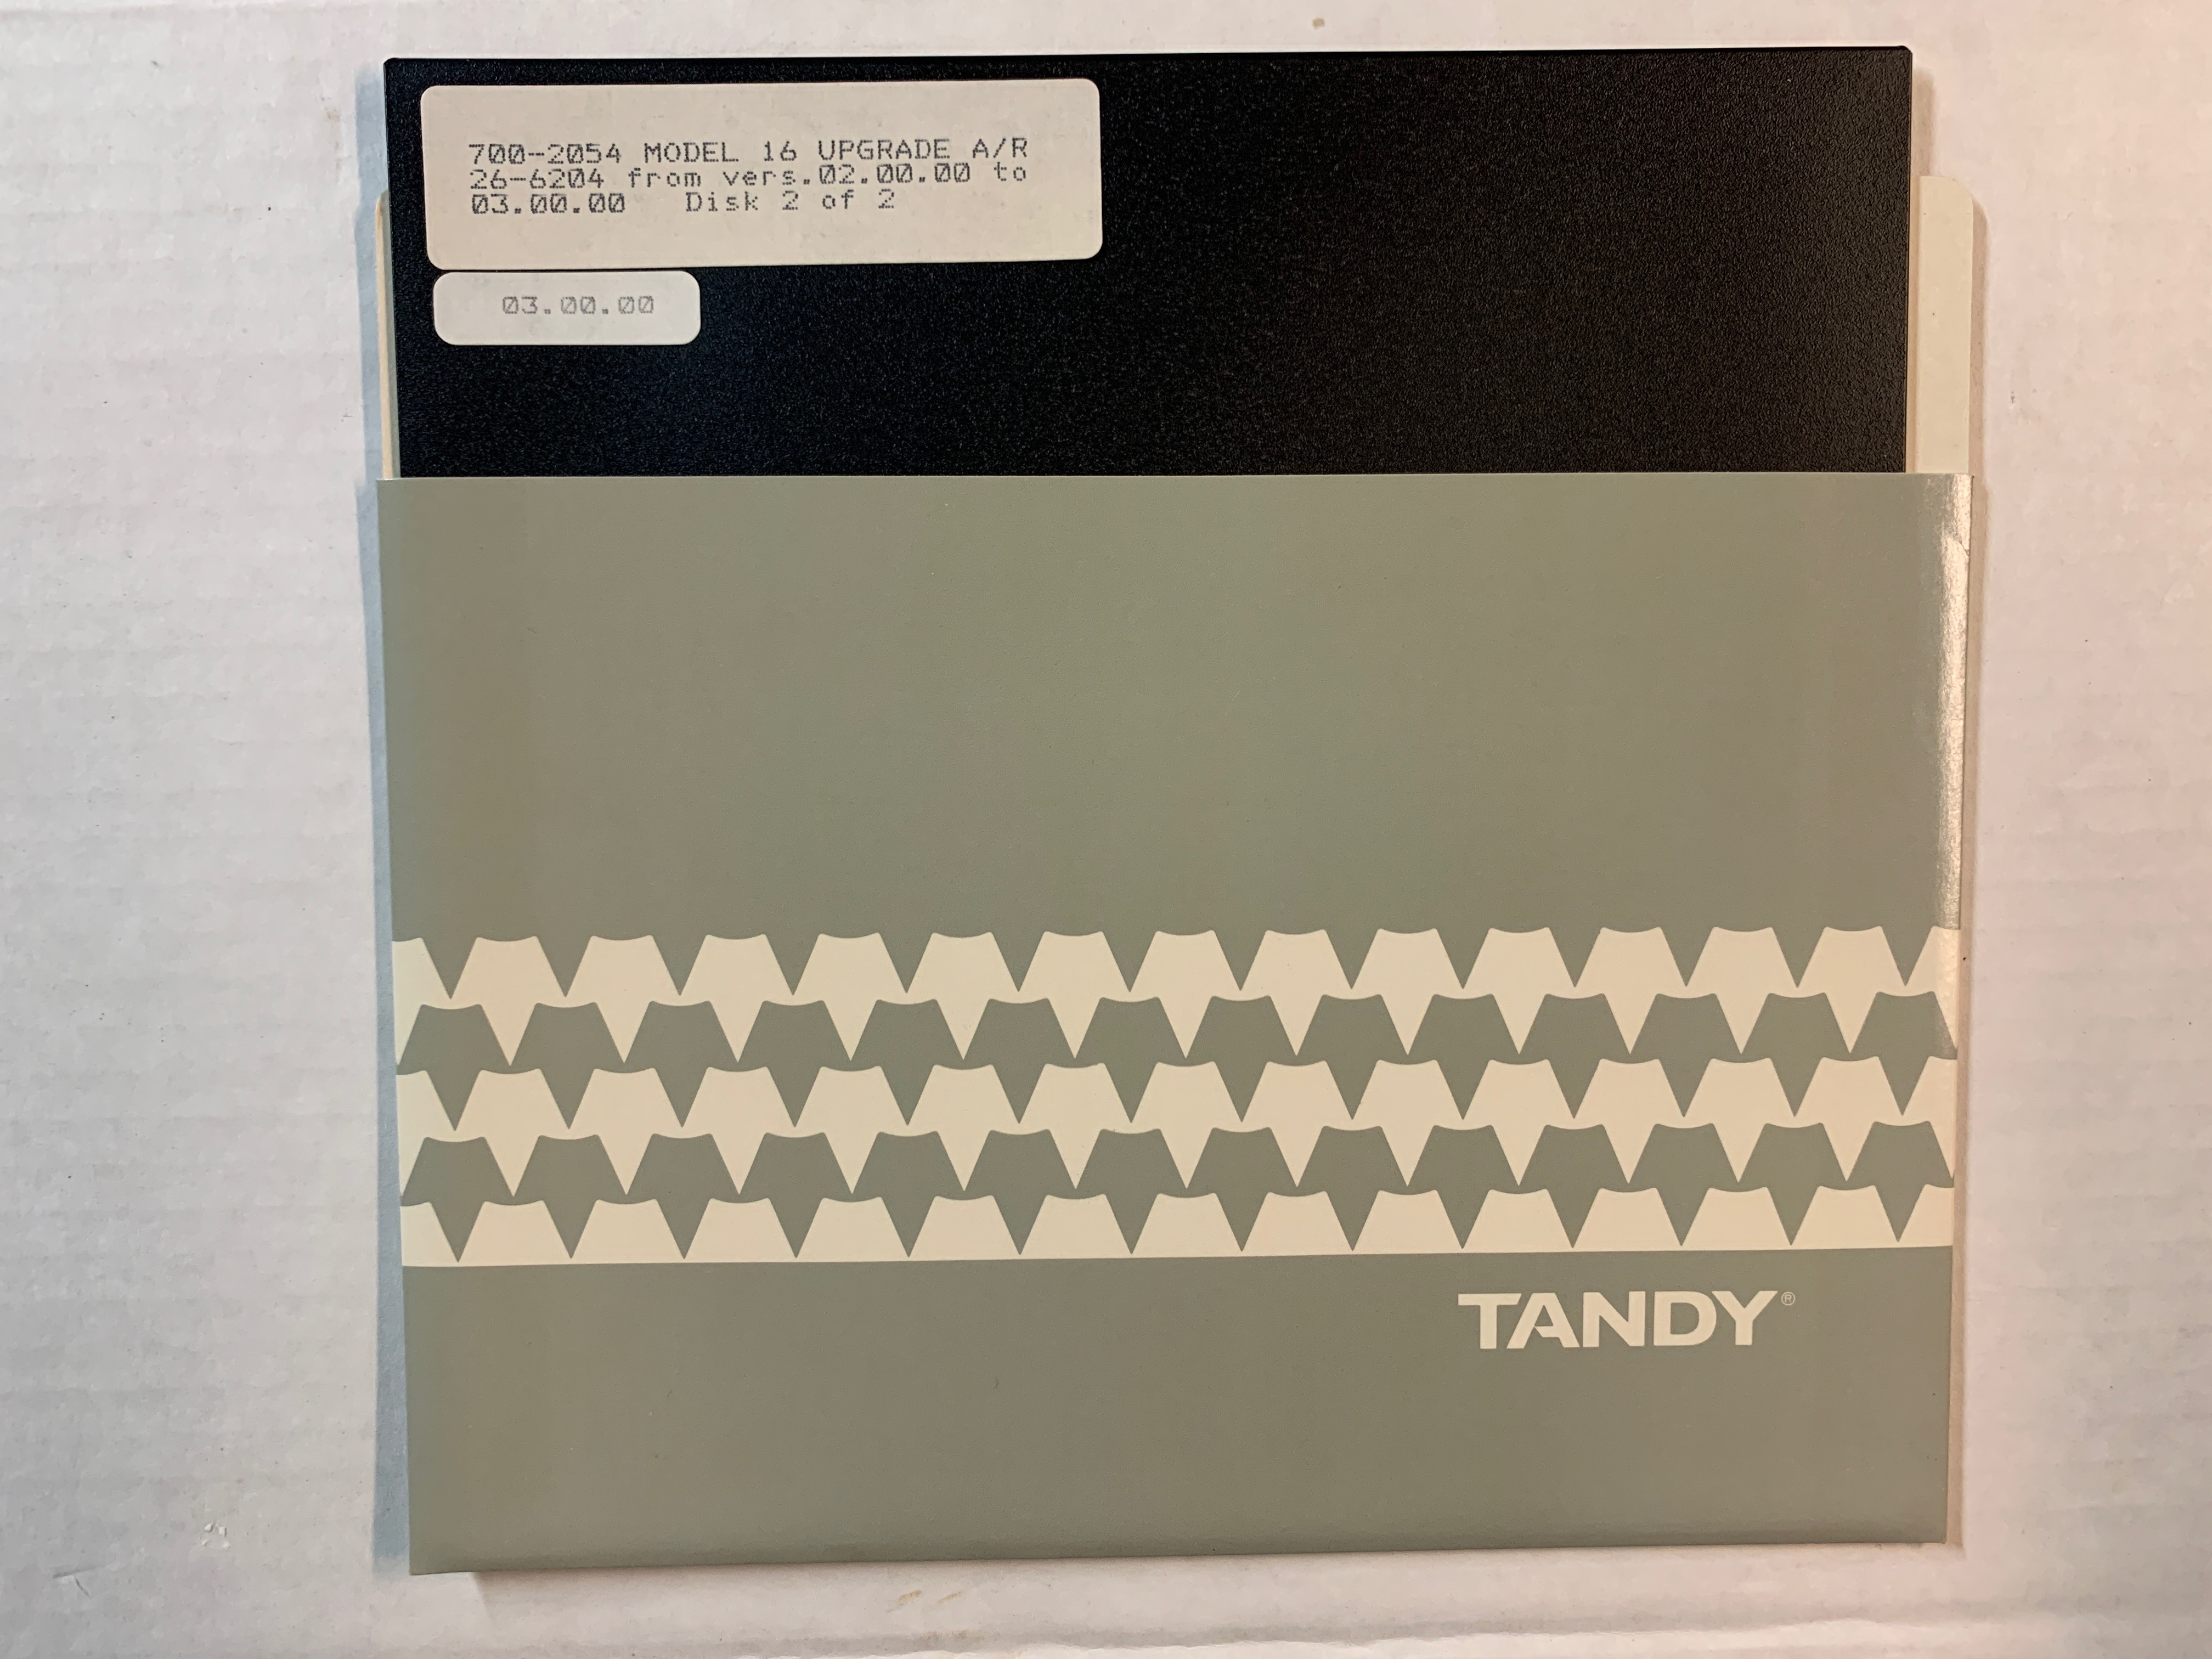 700-2054 MODEL 16 UPGRADE A/R
26-6204 from vers.02.00.00 to
03.00.00   Disk 2 of 2
03.00.00
TANDY®